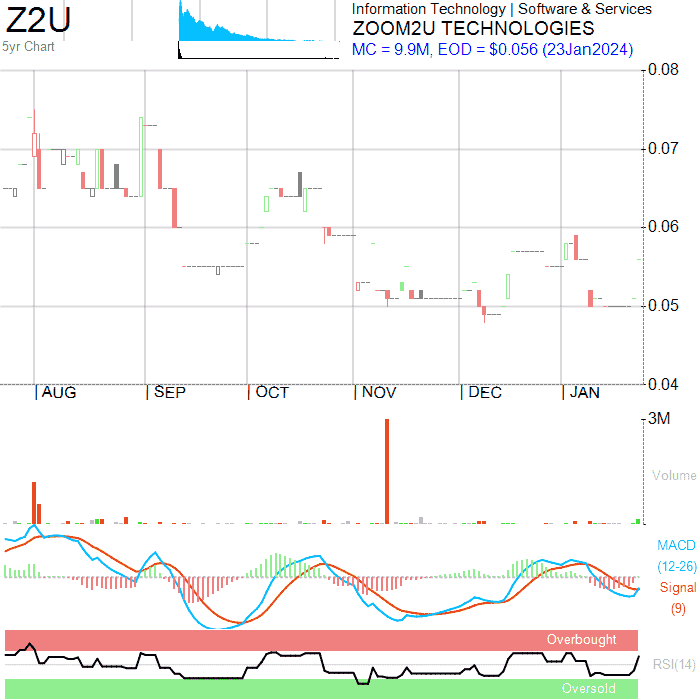 Z2U
5yr Chart
Information Technology | Software & Services
ZOOM2U TECHNOLOGIES
MC = 9.9M, EOD = $0.056 (23Jan2024)
0.08
0.07
0.06
0.05
0.04
AUG SEP OCT NOV DEC JAN
3M
Volume
MACD
(12-26)
Signal
(9)
Overbought
RSI(14)
Oversold